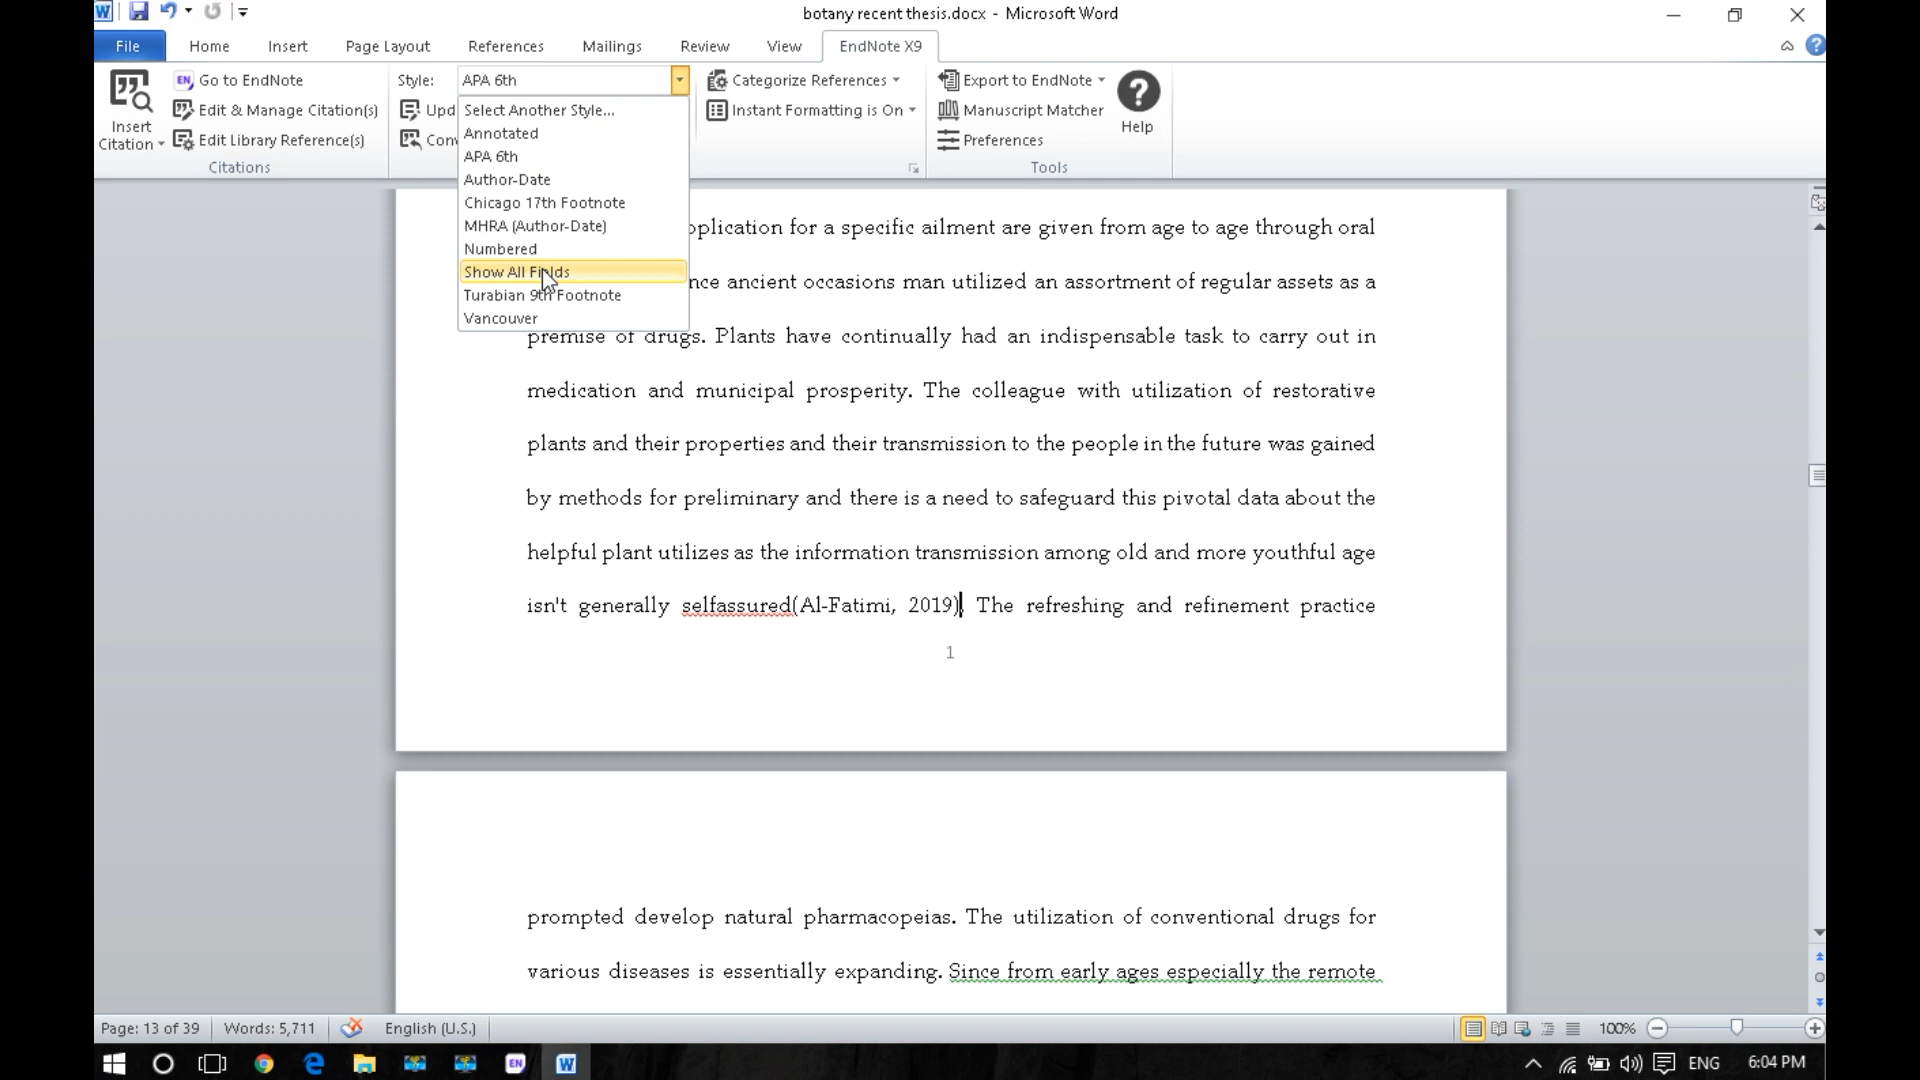 botany recent thesis.docx - Microsoft Word
File Home Insert Page Layout References Mailings Review View EndNote X9
Insert Citation
Go to EndNote
Edit & Manage Citation(s)
Edit Library Reference(s)
Citations
Style: APA 6th
Upd
Conv
Select Another Style...
Annotated
APA 6th
Author-Date
Chicago 17th Footnote
MHRA (Author-Date)
Numbered
Show All Fields
Turabian 9th Footnote
Vancouver
Categorize References
Instant Formatting is On
Export to EndNote
Manuscript Matcher
Preferences
Help
Tools
plication for a specific ailment are given from age to age through oral
nce ancient occasions man utilized an assortment of regular assets as a
premise of drugs. Plants have continually had an indispensable task to carry out in
medication and municipal prosperity. The colleague with utilization of restorative
plants and their properties and their transmission to the people in the future was gained
by methods for preliminary and there is a need to safeguard this pivotal data about the
helpful plant utilizes as the information transmission among old and more youthful age
isn't generally selfassured(Al-Fatimi, 2019). The refreshing and refinement practice
1
prompted develop natural pharmacopeias. The utilization of conventional drugs for
various diseases is essentially expanding. Since from early ages especially the remote
Page: 13 of 39 Words: 5,711 English (U.S.) 100%
EN W ENG 6:04 PM